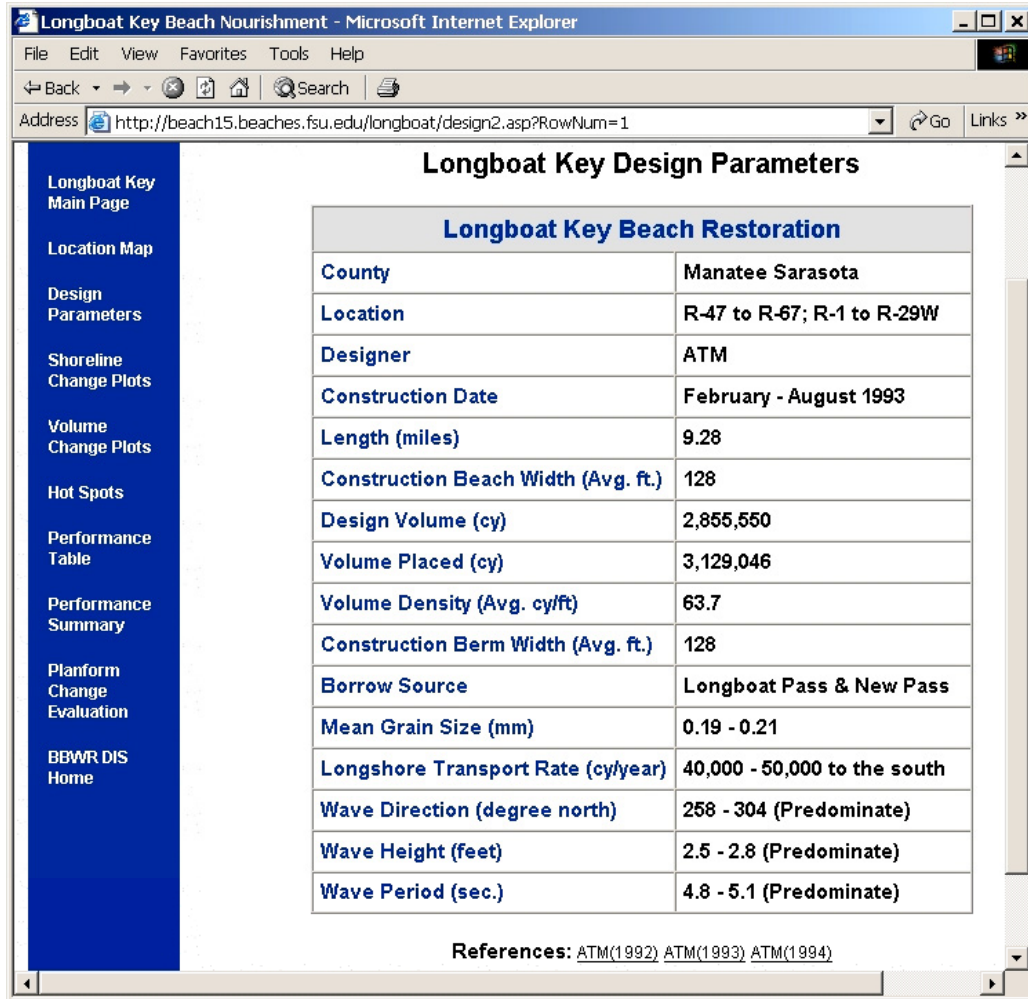 Longboat Key Beach Nourishment - Microsoft Internet Explorer
File Edit View Favorites Tools Help
Back Search
Address http://beach15.beaches.fsu.edu/longboat/design2.asp?RowNum=1 Go Links »
Longboat Key
Main Page
Location Map
Design
Parameters
Shoreline
Change Plots
Volume
Change Plots
Hot Spots
Performance
Table
Performance
Summary
Planform
Change
Evaluation
BBWR DIS
Home
Longboat Key Design Parameters
Longboat Key Beach Restoration
County Manatee Sarasota
Location R-47 to R-67; R-1 to R-29W
Designer ATM
Construction Date February - August 1993
Length (miles) 9.28
Construction Beach Width (Avg. ft.) 128
Design Volume (cy) 2,855,550
Volume Placed (cy) 3,129,046
Volume Density (Avg. cy/ft) 63.7
Construction Berm Width (Avg. ft.) 128
Borrow Source Longboat Pass & New Pass
Mean Grain Size (mm) 0.19 - 0.21
Longshore Transport Rate (cy/year) 40,000 - 50,000 to the south
Wave Direction (degree north) 258 - 304 (Predominate)
Wave Height (feet) 2.5 - 2.8 (Predominate)
Wave Period (sec.) 4.8 - 5.1 (Predominate)
References: ATM(1992) ATM(1993) ATM(1994)